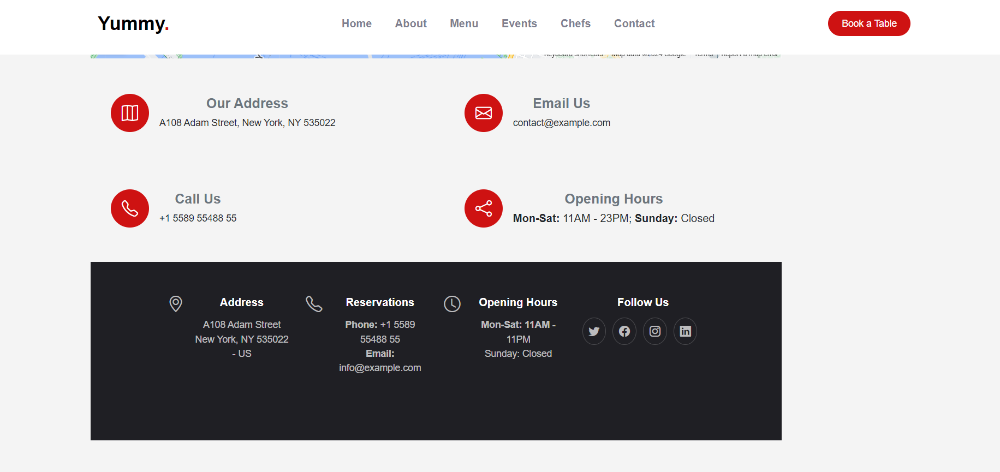 Yummy.
Home About Menu Events Chefs Contact
Book a Table
Keyboard shortcuts Map data ©2024 Google Terms Report a map error
Our Address
A108 Adam Street, New York, NY 535022
Email Us
contact@example.com
Call Us
+1 5589 55488 55
Opening Hours
Mon-Sat: 11AM - 23PM; Sunday: Closed
Address
A108 Adam Street
New York, NY 535022
- US
Reservations
Phone: +1 5589
55488 55
Email:
info@example.com
Opening Hours
Mon-Sat: 11AM -
11PM
Sunday: Closed
Follow Us